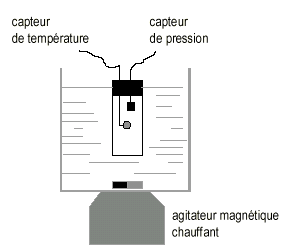 capteur
de température
capteur
de pression
agitateur magnétique
chauffant